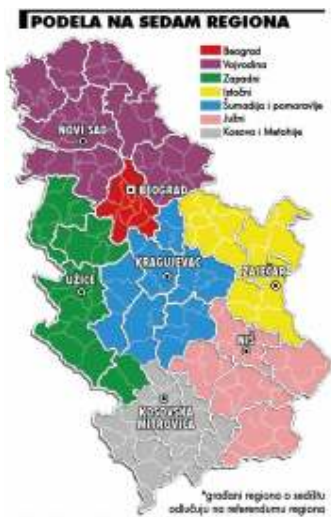 PODELA NA SEDAM REGIONA
Beograd
Vojvodina
Zapadni
Istočni
Šumadija i pomoravlje
Južni
Kosovo i Metohije
NOVI SAD
BEOGRAD
KRAGUJEVAC
ZAJEČAR
UŽICE
NIŠ
KOSOVSKA
MITROVICA
*građani regiona o sedištu
odlučuju na referendumu regiona